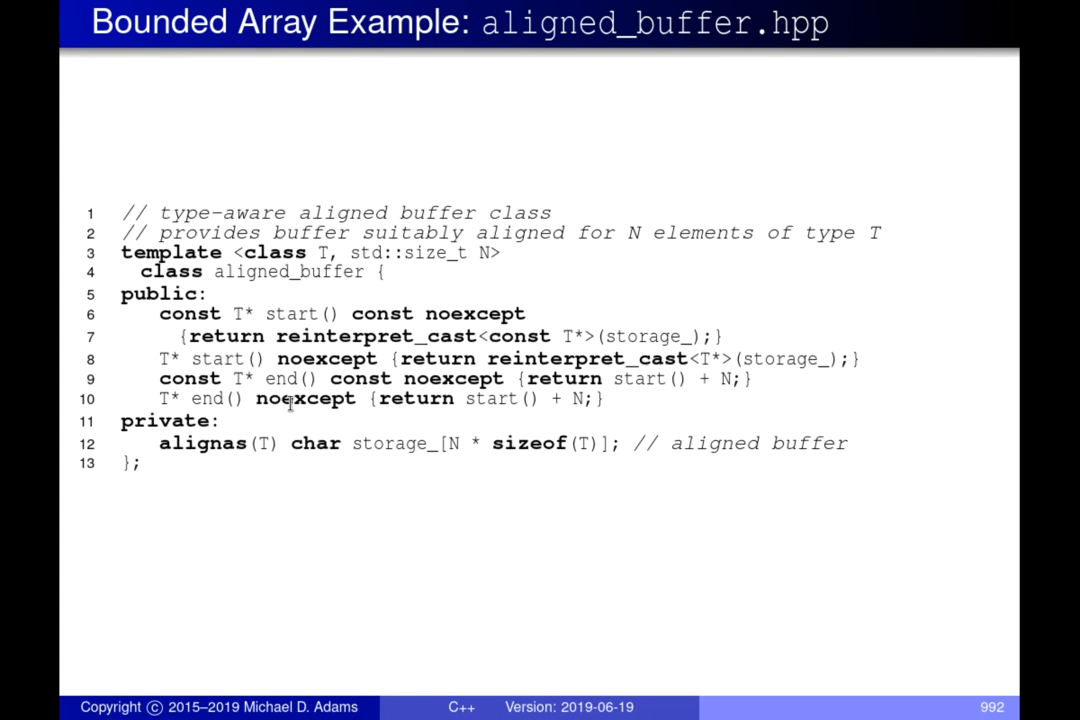 Bounded Array Example: aligned_buffer.hpp
1 // type-aware aligned buffer class
2 // provides buffer suitably aligned for N elements of type T
3 template <class T, std::size_t N>
4 class aligned_buffer {
5 public:
6 const T* start() const noexcept
7 {return reinterpret_cast<const T*>(storage_);}
8 T* start() noexcept {return reinterpret_cast<T*>(storage_);}
9 const T* end() const noexcept {return start() + N;}
10 T* end() noexcept {return start() + N;}
11 private:
12 alignas(T) char storage_[N * sizeof(T)]; // aligned buffer
13 };
Copyright © 2015–2019 Michael D. Adams C++ Version: 2019-06-19 992